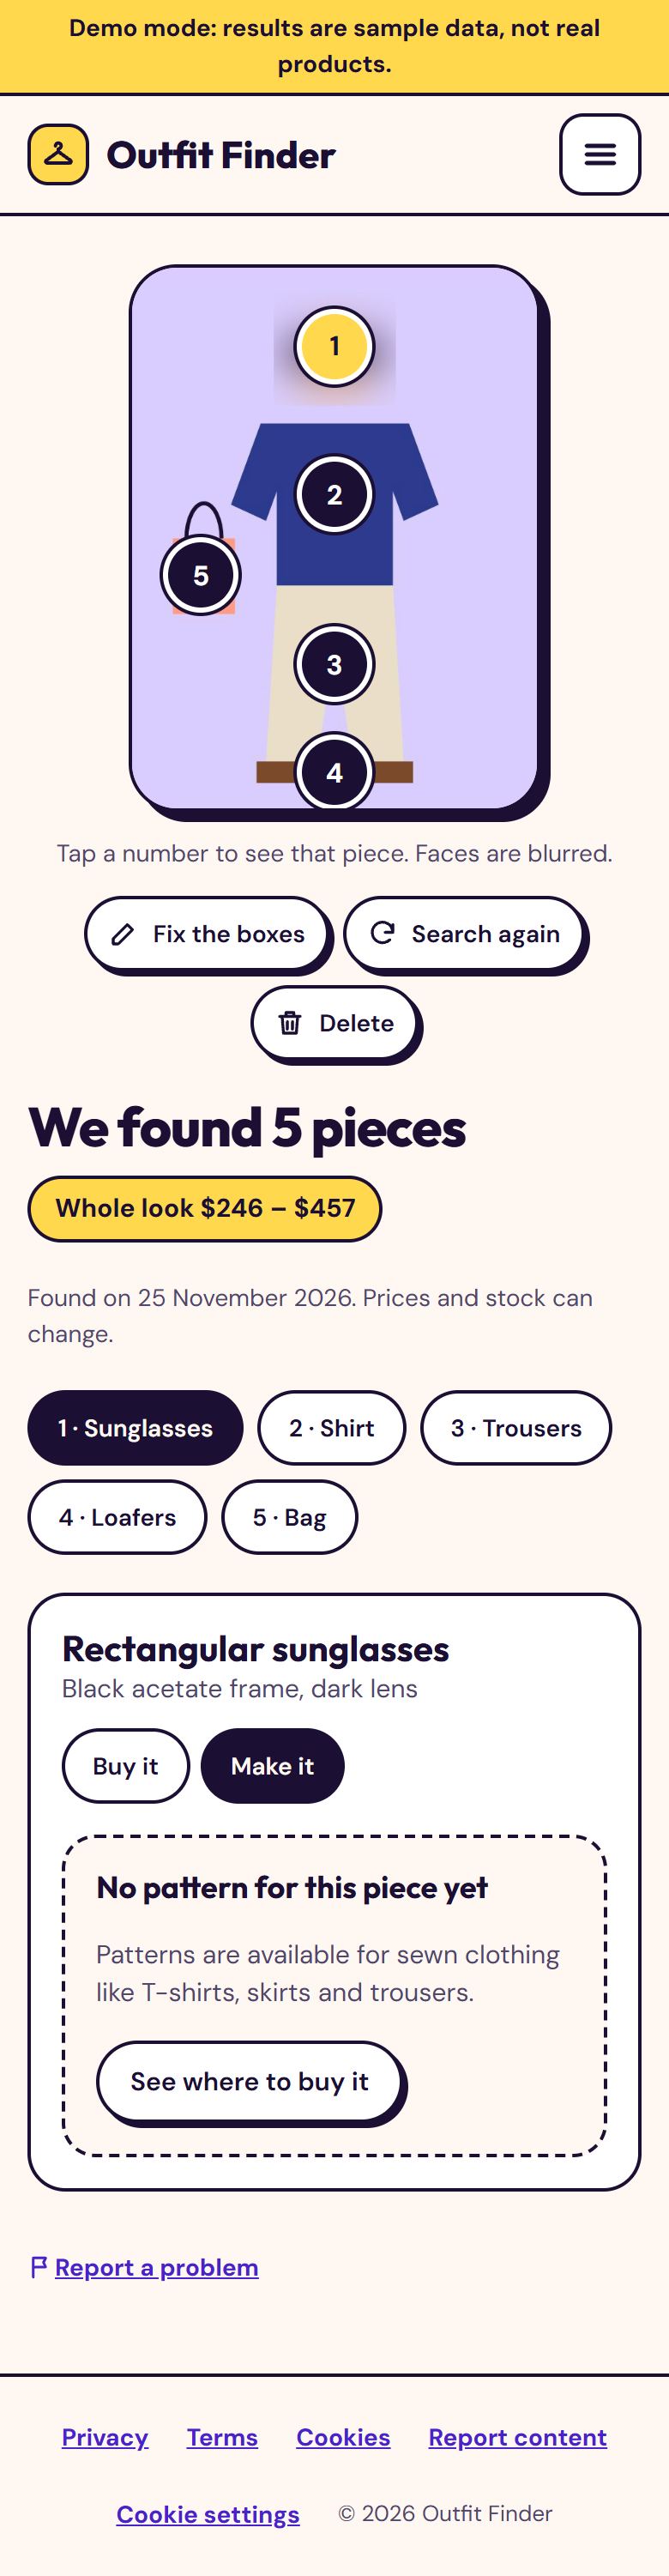 Demo mode: results are sample data, not real
products.
Outfit Finder
1
2
5
3
4
Tap a number to see that piece. Faces are blurred.
Fix the boxes
Search again
Delete
We found 5 pieces
Whole look $246 – $457
Found on 25 November 2026. Prices and stock can
change.
1 · Sunglasses
2 · Shirt
3 · Trousers
4 · Loafers
5 · Bag
Rectangular sunglasses
Black acetate frame, dark lens
Buy it
Make it
No pattern for this piece yet
Patterns are available for sewn clothing
like T-shirts, skirts and trousers.
See where to buy it
Report a problem
Privacy
Terms
Cookies
Report content
Cookie settings
© 2026 Outfit Finder